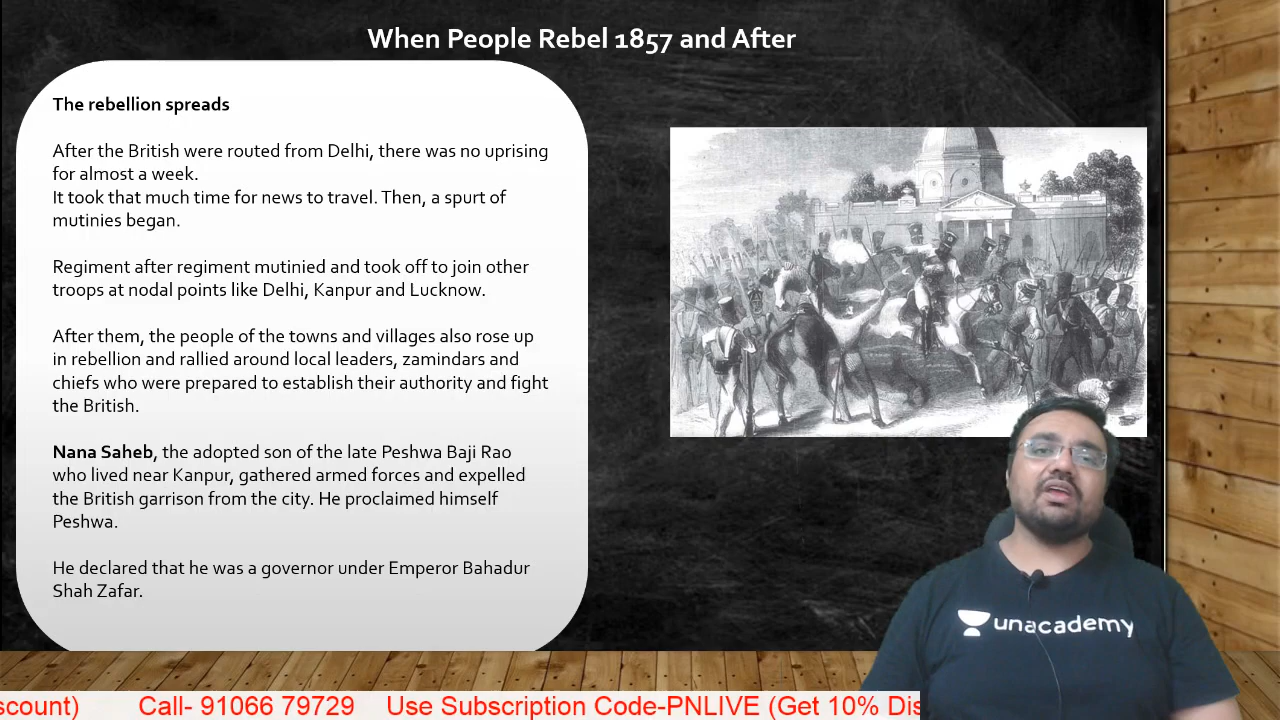 When People Rebel 1857 and After
The rebellion spreads
After the British were routed from Delhi, there was no uprising
for almost a week.
It took that much time for news to travel. Then, a spurt of
mutinies began.
Regiment after regiment mutinied and took off to join other
troops at nodal points like Delhi, Kanpur and Lucknow.
After them, the people of the towns and villages also rose up
in rebellion and rallied around local leaders, zamindars and
chiefs who were prepared to establish their authority and fight
the British.
Nana Saheb, the adopted son of the late Peshwa Baji Rao
who lived near Kanpur, gathered armed forces and expelled
the British garrison from the city. He proclaimed himself
Peshwa.
He declared that he was a governor under Emperor Bahadur
Shah Zafar.
unacademy
scount) Call- 91066 79729 Use Subscription Code-PNLIVE (Get 10% Dis